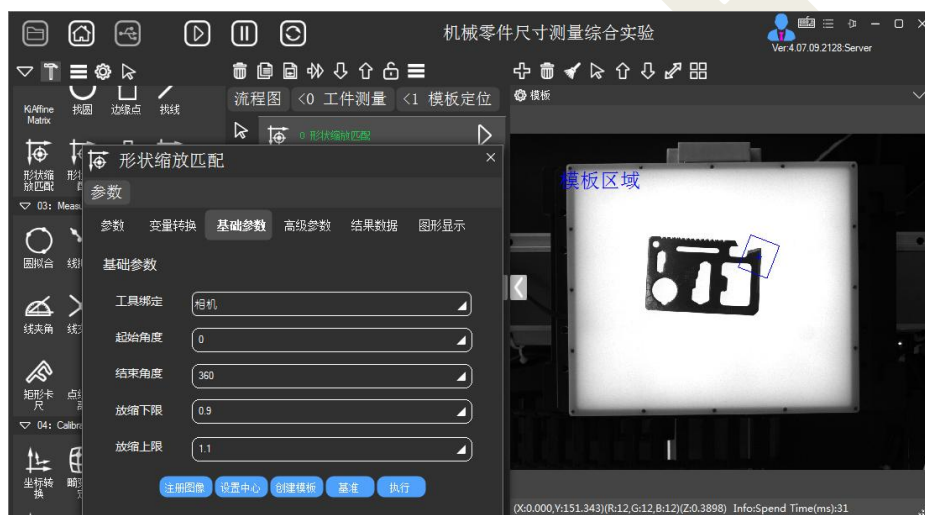 机械零件尺寸测量综合实验
Ver:4.07.09.2128:Server
流程图 <0 工件测量 <1 模板定位
模板
KiAffine Matrix
找圆 边缘点 找线
0 形状缩放匹配
形状缩放匹配
形状缩放匹配
参数
03: Measu
参数 变量转换 基础参数 高级参数 结果数据 图形显示
圆拟合
基础参数
工具绑定 相机
起始角度 0
线夹角
结束角度 360
矩形卡尺
放缩下限 0.9
04: Calibra
放缩上限 1.1
坐标转换
注册图像 设置中心 创建模板 基准 执行
模板区域
(X:0.000,Y:151.343)(R:12,G:12,B:12)(Z:0.3898) Info:Spend Time(ms):31